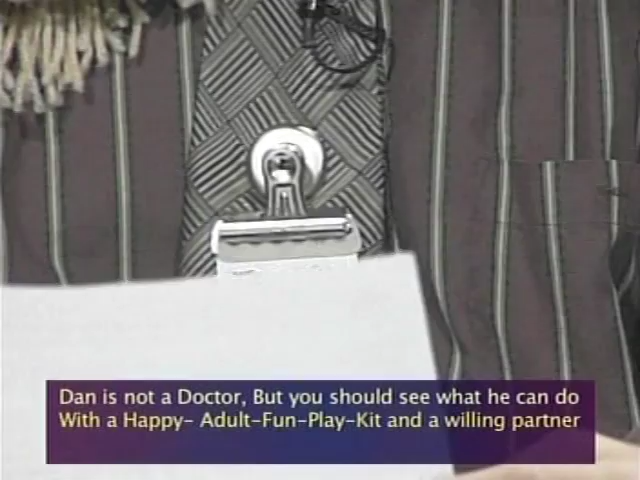 Dan is not a Doctor, But you should see what he can do
With a Happy- Adult-Fun-Play-Kit and a willing partner